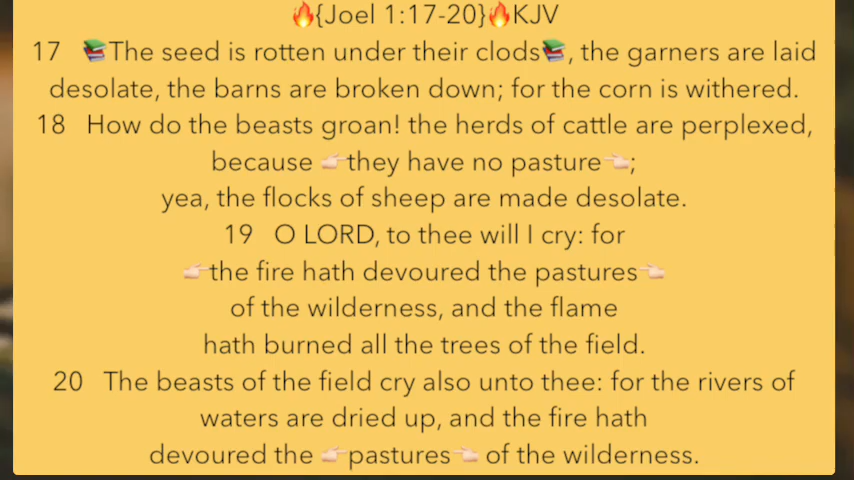 🔥{Joel 1:17-20}🔥KJV
17 📚The seed is rotten under their clods📚, the garners are laid
desolate, the barns are broken down; for the corn is withered.
18 How do the beasts groan! the herds of cattle are perplexed,
because 👉they have no pasture👈;
yea, the flocks of sheep are made desolate.
19 O LORD, to thee will I cry: for
👉the fire hath devoured the pastures👈
of the wilderness, and the flame
hath burned all the trees of the field.
20 The beasts of the field cry also unto thee: for the rivers of
waters are dried up, and the fire hath
devoured the 👉pastures👈 of the wilderness.